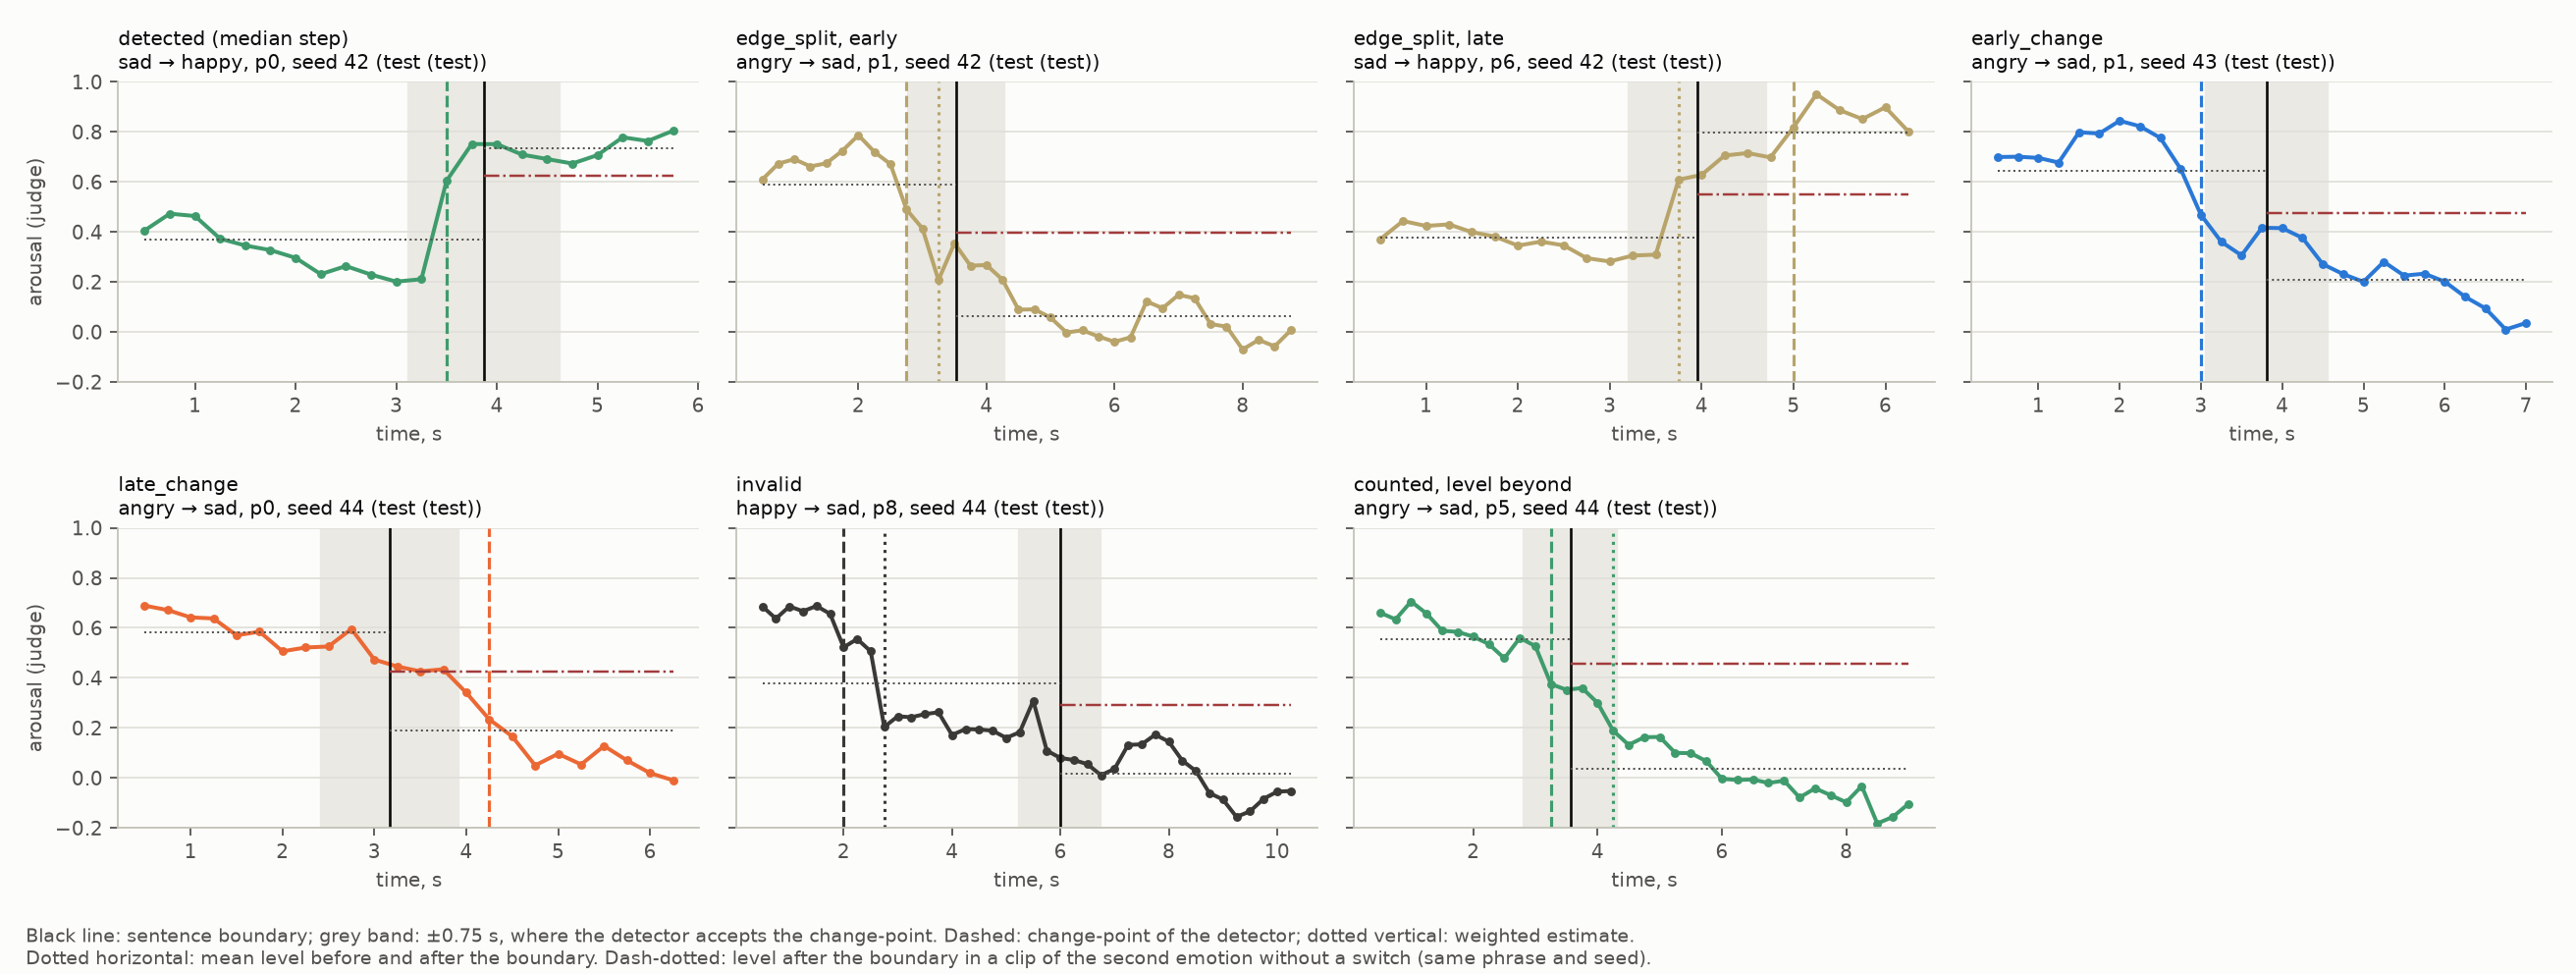 detected (median step)
sad → happy, p0, seed 42 (test (test))
edge_split, early
angry → sad, p1, seed 42 (test (test))
edge_split, late
sad → happy, p6, seed 42 (test (test))
early_change
angry → sad, p1, seed 43 (test (test))
arousal (judge)
1.0
0.8
0.6
0.4
0.2
0.0
−0.2
1 2 3 4 5 6
2 4 6 8
1 2 3 4 5 6
1 2 3 4 5 6 7
time, s
time, s
time, s
time, s
late_change
angry → sad, p0, seed 44 (test (test))
invalid
happy → sad, p8, seed 44 (test (test))
counted, level beyond
angry → sad, p5, seed 44 (test (test))
arousal (judge)
1.0
0.8
0.6
0.4
0.2
0.0
−0.2
1 2 3 4 5 6
2 4 6 8 10
2 4 6 8
time, s
time, s
time, s
Black line: sentence boundary; grey band: ±0.75 s, where the detector accepts the change-point. Dashed: change-point of the detector; dotted vertical: weighted estimate.
Dotted horizontal: mean level before and after the boundary. Dash-dotted: level after the boundary in a clip of the second emotion without a switch (same phrase and seed).